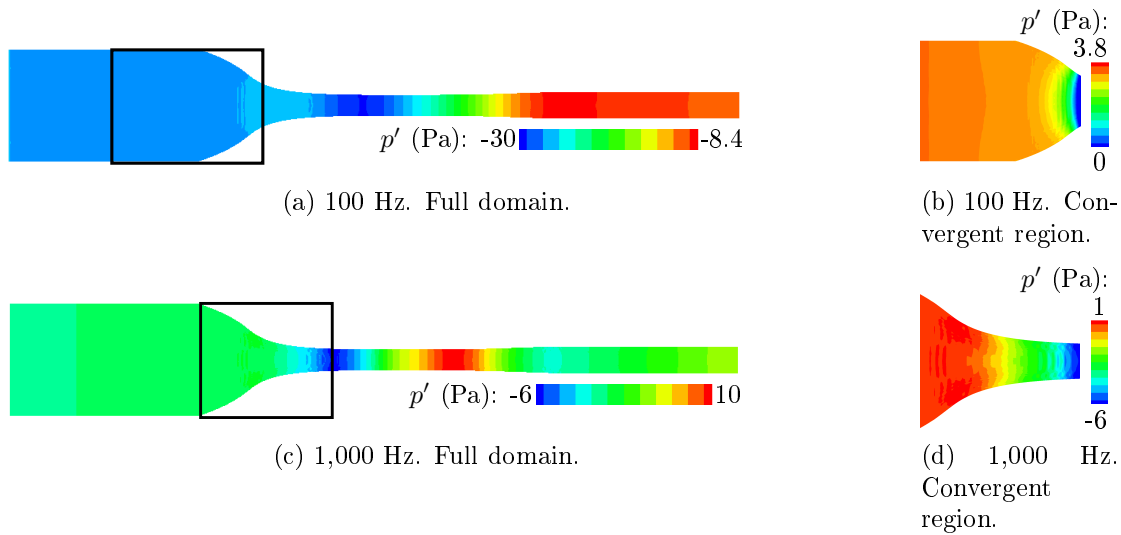 p′ (Pa): -30 -8.4
(a) 100 Hz. Full domain.
p′ (Pa):
3.8
0
(b) 100 Hz. Con-
vergent region.
p′ (Pa): -6 10
(c) 1,000 Hz. Full domain.
p′ (Pa):
1
-6
(d) 1,000 Hz.
Convergent
region.